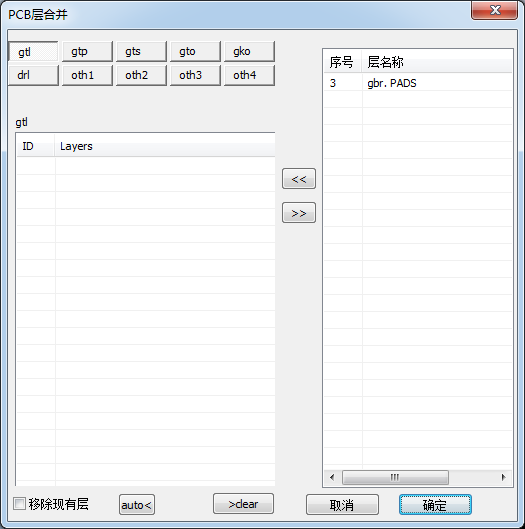 PCB层合并
gtl gtp gts gto gko
drl oth1 oth2 oth3 oth4
gtl
ID Layers
<<
>>
序号 层名称
3 gbr.PADS
移除现有层 auto< >clear 取消 确定